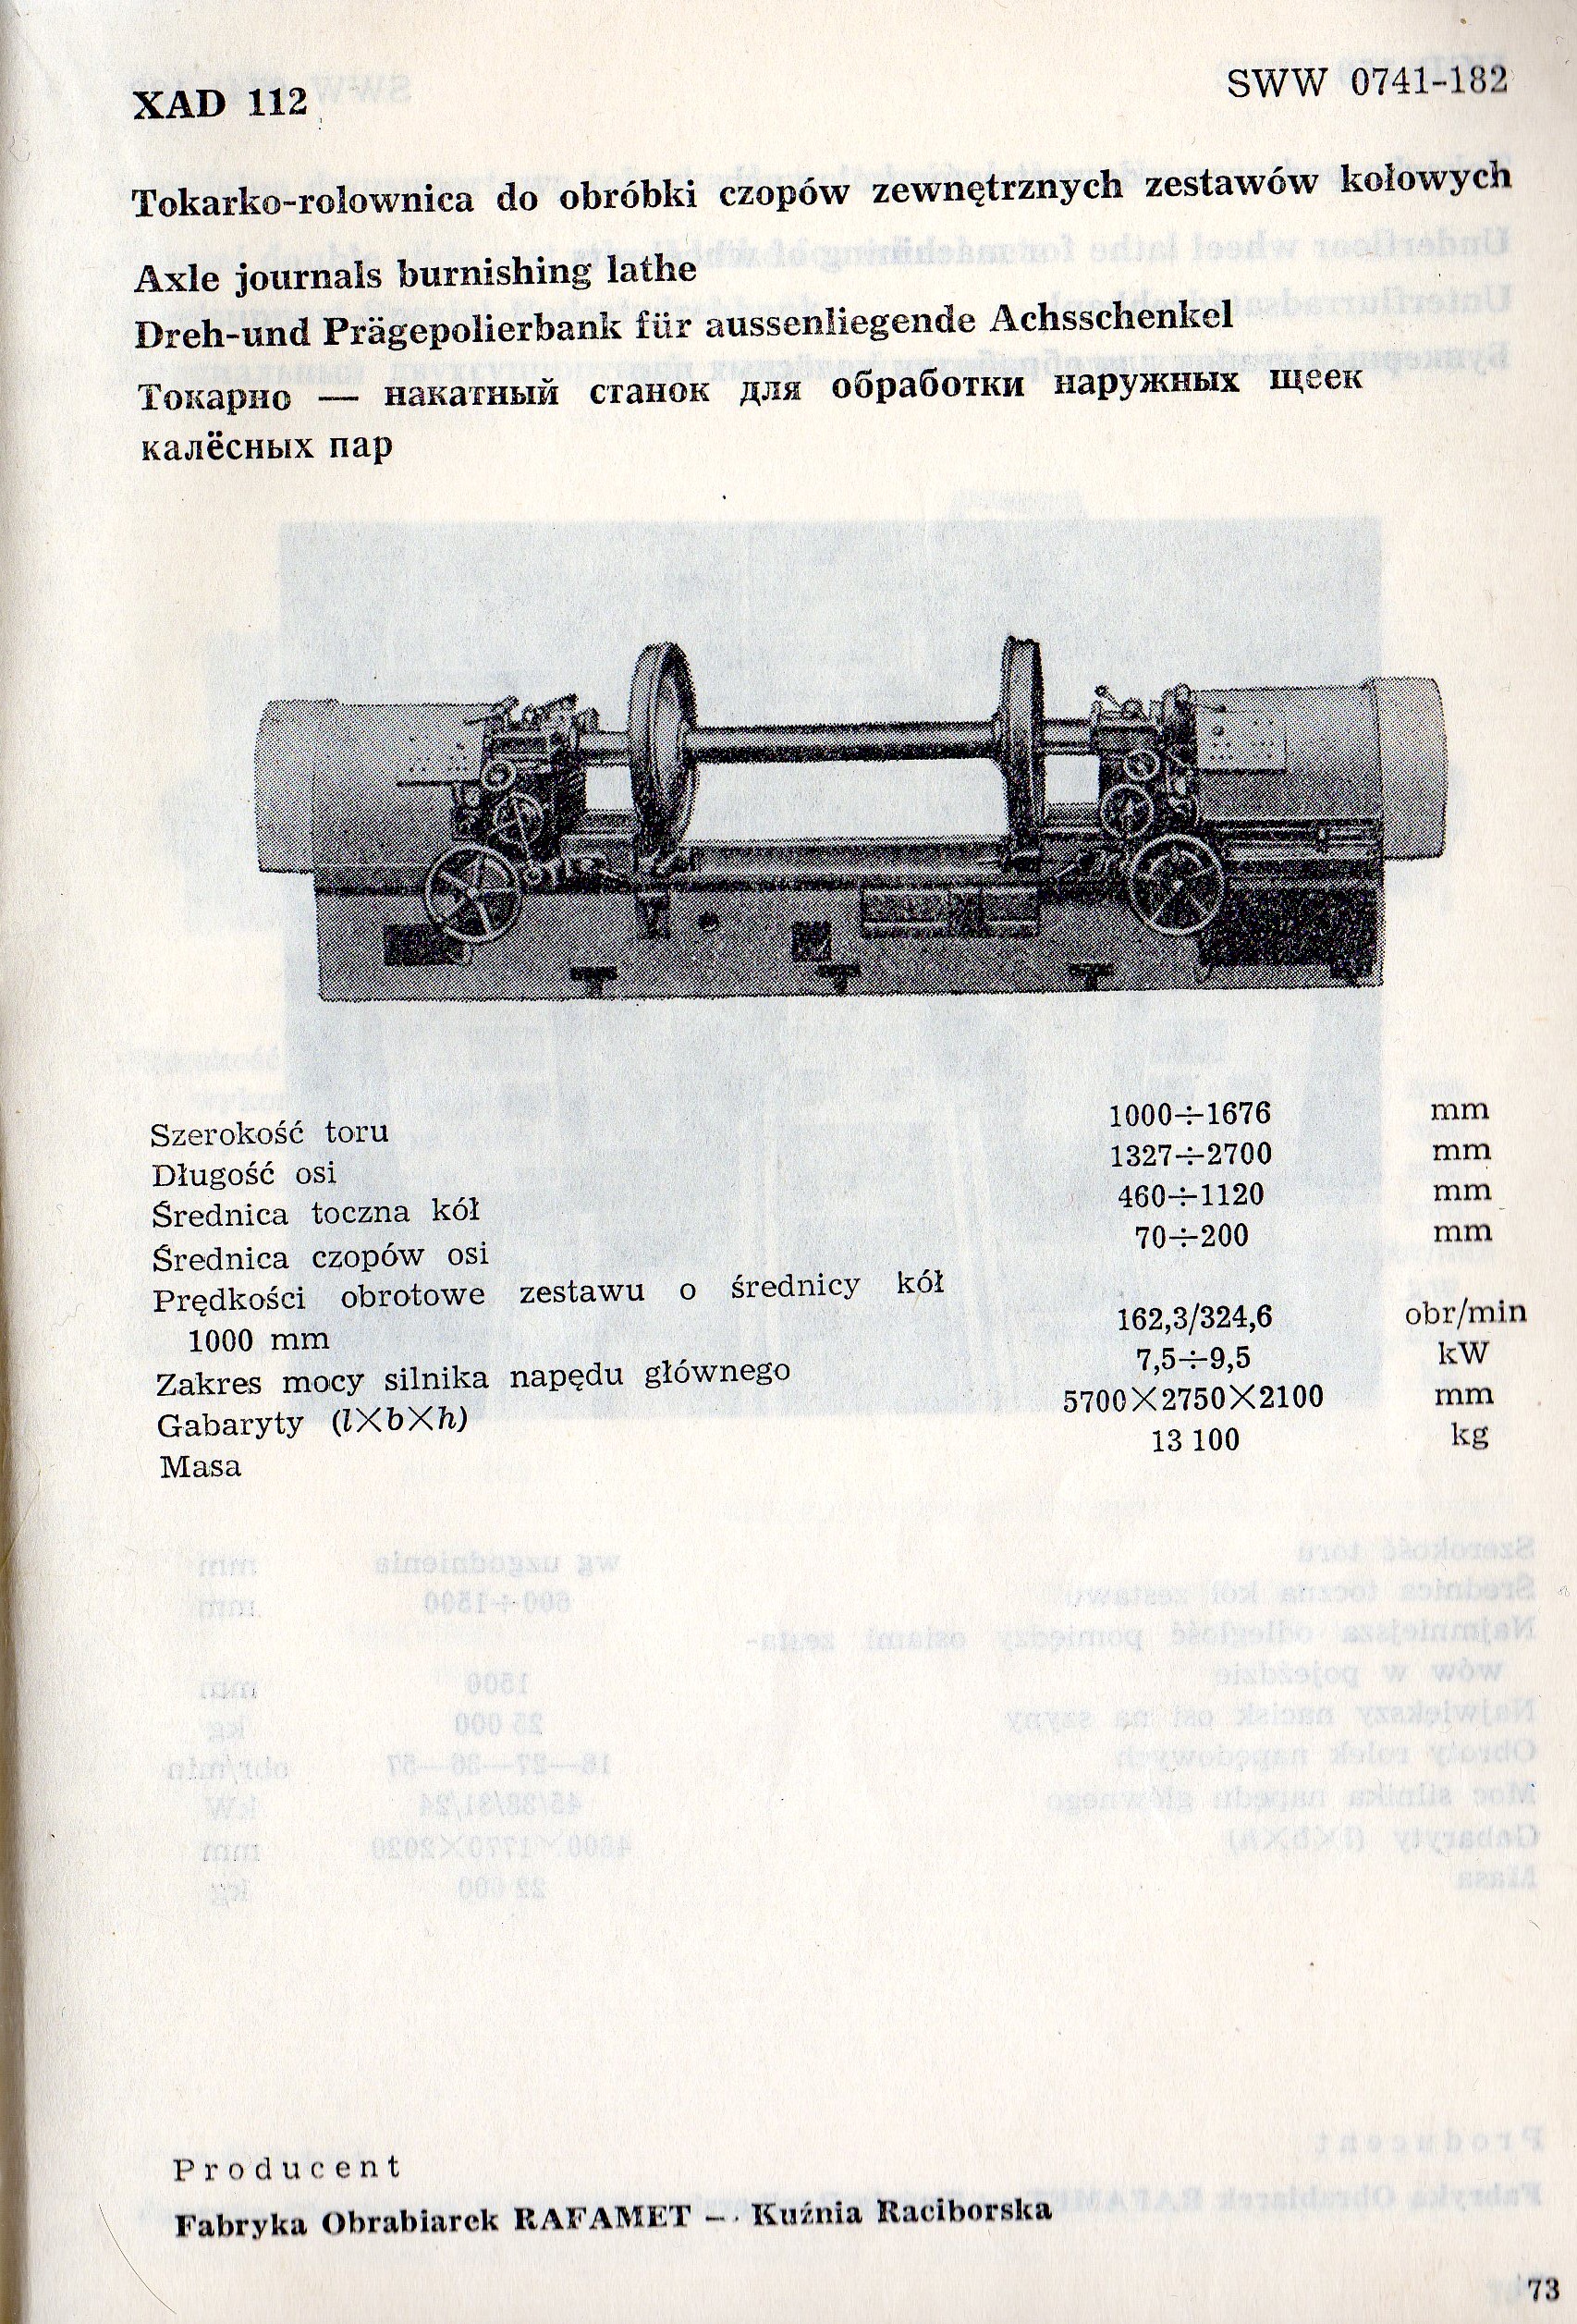 XAD 112
SWW 0741-182
Tokarko-rolownica do obróbki czopów zewnętrznych zestawów kołowych
Axle journals burnishing lathe
Dreh-und Prägepolierbank für aussenliegende Achsschenkel
Токарно — накатный станок для обработки наружных щеек
калёсных пар
Szerokość toru 1000÷1676 mm
Długość osi 1327÷2700 mm
Średnica toczna kół 460÷1120 mm
Średnica czopów osi 70÷200 mm
Prędkości obrotowe zestawu o średnicy kół
1000 mm 162,3/324,6 obr/min
Zakres mocy silnika napędu głównego 7,5÷9,5 kW
Gabaryty (l×b×h) 5700×2750×2100 mm
Masa 13 100 kg
Producent
Fabryka Obrabiarek RAFAMET — Kuźnia Raciborska
73